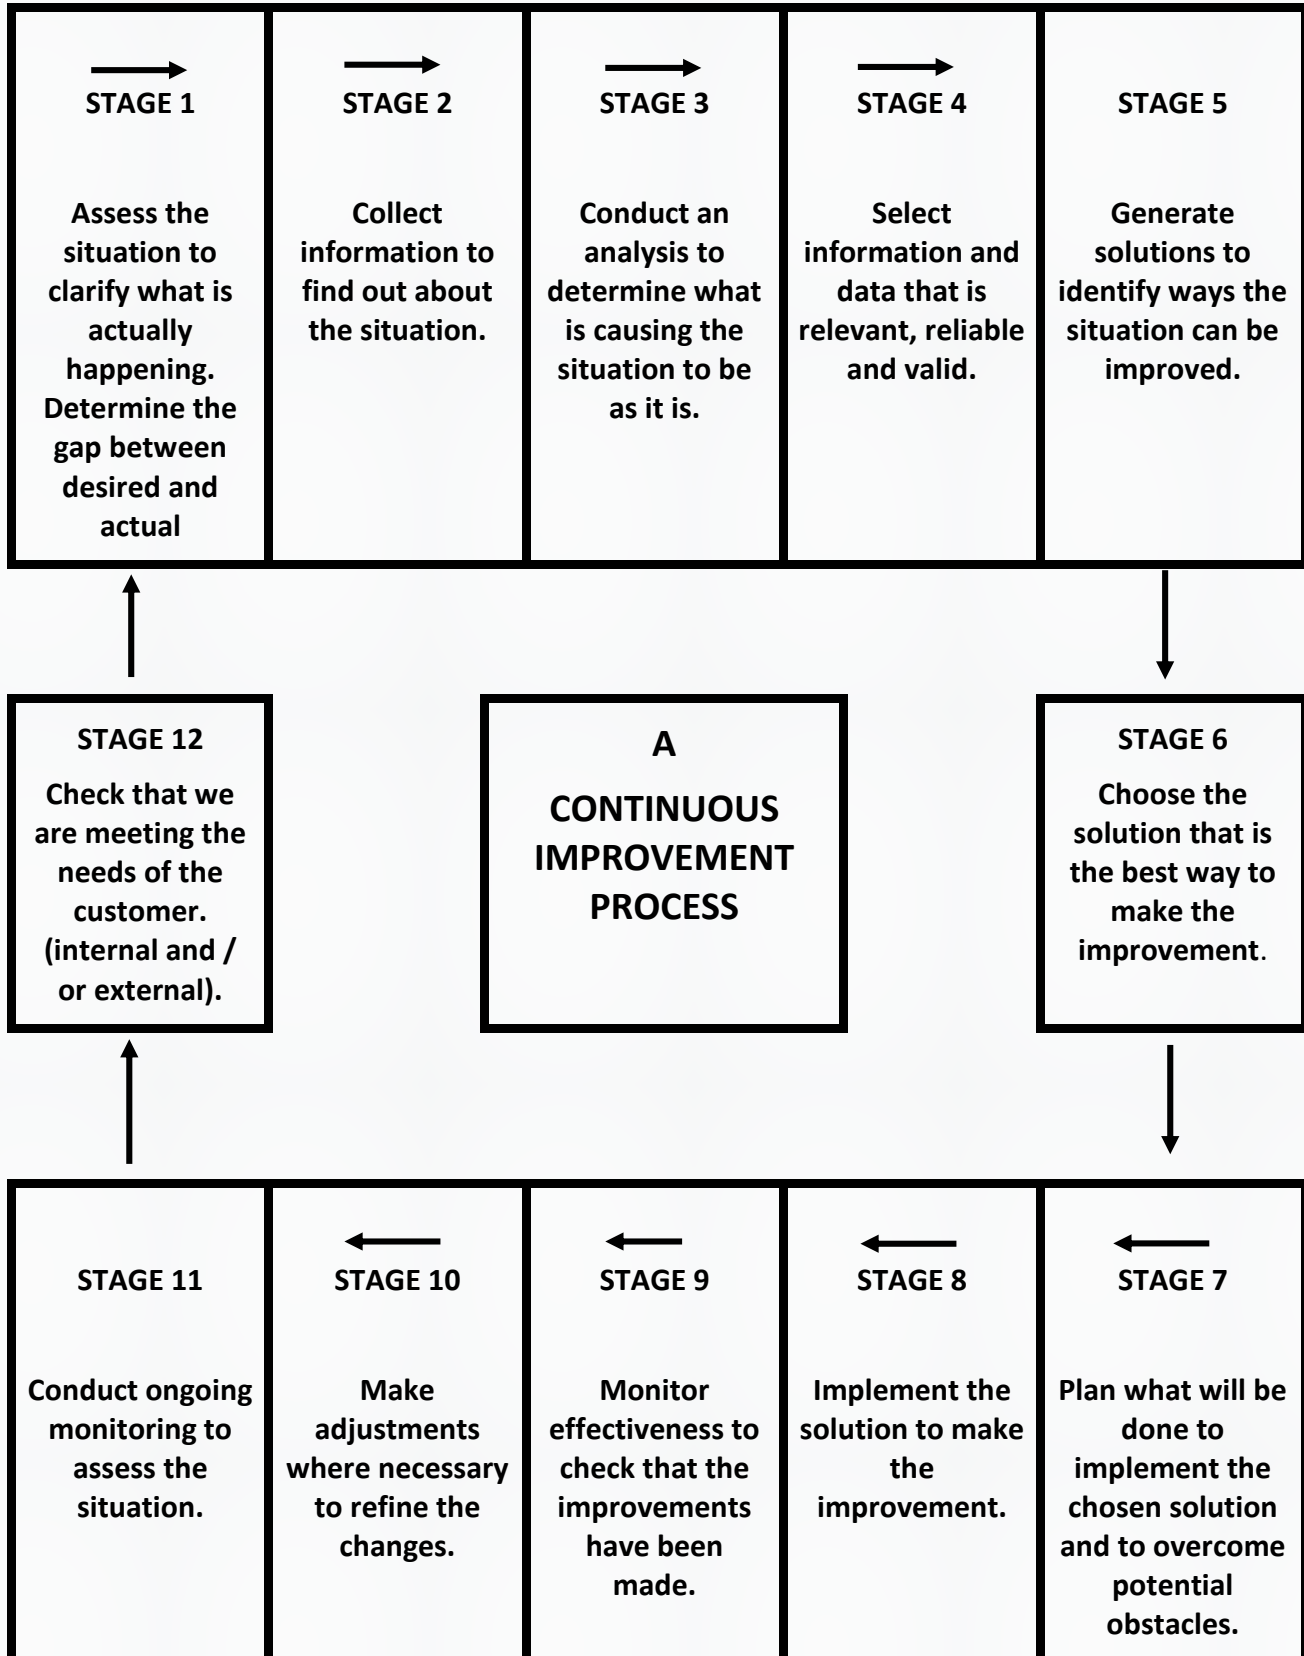 STAGE 1
Assess the
situation to
clarify what is
actually
happening.
Determine the
gap between
desired and
actual
STAGE 2
Collect
information to
find out about
the situation.
STAGE 3
Conduct an
analysis to
determine what
is causing the
situation to be
as it is.
STAGE 4
Select
information and
data that is
relevant, reliable
and valid.
STAGE 5
Generate
solutions to
identify ways the
situation can be
improved.
STAGE 12
Check that we
are meeting the
needs of the
customer.
(internal and /
or external).
A
CONTINUOUS
IMPROVEMENT
PROCESS
STAGE 6
Choose the
solution that is
the best way to
make the
improvement.
STAGE 11
Conduct ongoing
monitoring to
assess the
situation.
STAGE 10
Make
adjustments
where necessary
to refine the
changes.
STAGE 9
Monitor
effectiveness to
check that the
improvements
have been
made.
STAGE 8
Implement the
solution to make
the
improvement.
STAGE 7
Plan what will be
done to
implement the
chosen solution
and to overcome
potential
obstacles.